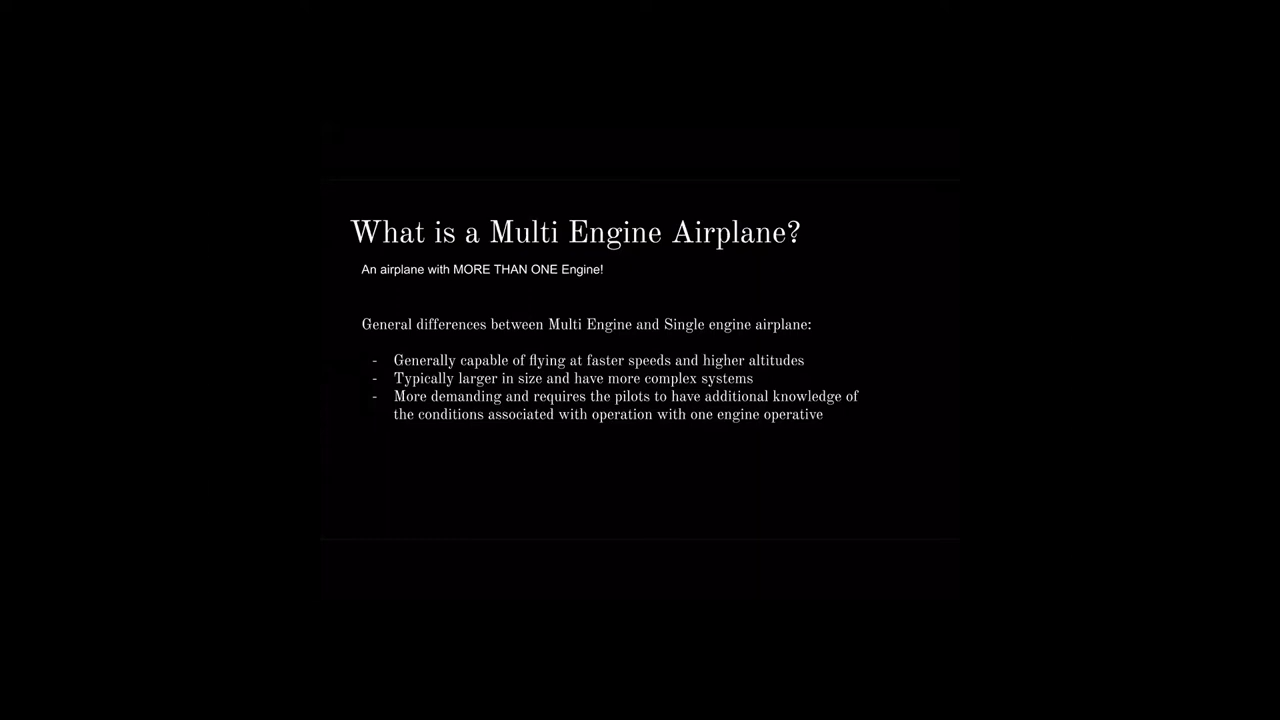 What is a Multi Engine Airplane?
An airplane with MORE THAN ONE Engine!
General differences between Multi Engine and Single engine airplane:
- Generally capable of flying at faster speeds and higher altitudes
- Typically larger in size and have more complex systems
- More demanding and requires the pilots to have additional knowledge of
the conditions associated with operation with one engine operative